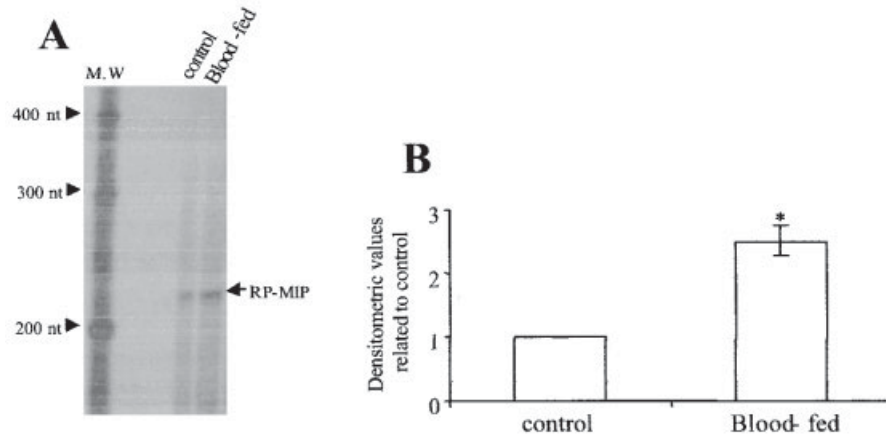 A
M.W
control
Blood -fed
400 nt
300 nt
200 nt
RP-MIP
B
Densitometric values
related to control
3
2
1
0
*
control
Blood- fed